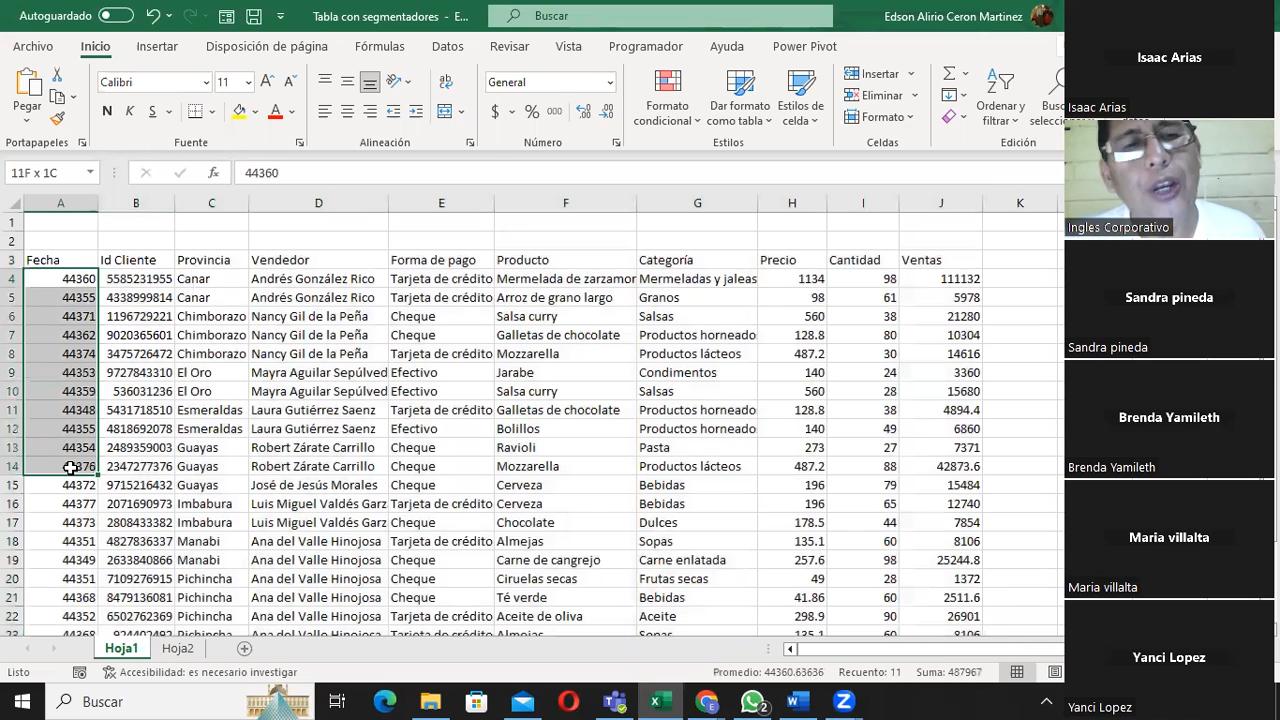 Autoguardado Tabla con segmentadores - E... Buscar Edson Alirio Ceron Martinez
Archivo Inicio Insertar Disposición de página Fórmulas Datos Revisar Vista Programador Ayuda Power Pivot
Pegar
Calibri 11
N K S
General
$ % 000
Formato condicional
Dar formato como tabla
Estilos de celda
Insertar
Eliminar
Formato
Ordenar y filtrar
Busc
selec
Portapapeles Fuente Alineación Estilos Celdas Edición
11F x 1C fx 44360
A B C D E F G H I J K
1
2
3 Fecha Id Cliente Provincia Vendedor Forma de pago Producto Categoría Precio Cantidad Ventas
4 44360 5585231955 Canar Andrés González Rico Tarjeta de crédito Mermelada de zarzamor Mermeladas y jaleas 1134 98 111132
5 44355 4338999814 Canar Andrés González Rico Tarjeta de crédito Arroz de grano largo Granos 98 61 5978
6 44371 1196729221 Chimborazo Nancy Gil de la Peña Cheque Salsa curry Salsas 560 38 21280
7 44362 9020365601 Chimborazo Nancy Gil de la Peña Cheque Galletas de chocolate Productos horneado 128.8 80 10304
8 44374 3475726472 Chimborazo Nancy Gil de la Peña Tarjeta de crédito Mozzarella Productos lácteos 487.2 30 14616
9 44353 9727843310 El Oro Mayra Aguilar Sepúlved Efectivo Jarabe Condimentos 140 24 3360
10 44359 536031236 El Oro Mayra Aguilar Sepúlved Efectivo Salsa curry Salsas 560 28 15680
11 44348 5431718510 Esmeraldas Laura Gutiérrez Saenz Tarjeta de crédito Galletas de chocolate Productos horneado 128.8 38 4894.4
12 44355 4818692078 Esmeraldas Laura Gutiérrez Saenz Efectivo Bolillos Productos horneado 140 49 6860
13 44354 2489359003 Guayas Robert Zárate Carrillo Cheque Ravioli Pasta 273 27 7371
14 376 2347277376 Guayas Robert Zárate Carrillo Cheque Mozzarella Productos lácteos 487.2 88 42873.6
15 44372 9715216432 Guayas José de Jesús Morales Cheque Cerveza Bebidas 196 79 15484
16 44377 2071690973 Imbabura Luis Miguel Valdés Garz Tarjeta de crédito Cerveza Bebidas 196 65 12740
17 44373 2808433382 Imbabura Luis Miguel Valdés Garz Cheque Chocolate Dulces 178.5 44 7854
18 44351 4827836337 Manabi Ana del Valle Hinojosa Tarjeta de crédito Almejas Sopas 135.1 60 8106
19 44349 2633840866 Manabi Ana del Valle Hinojosa Cheque Carne de cangrejo Carne enlatada 257.6 98 25244.8
20 44351 7109276915 Pichincha Ana del Valle Hinojosa Cheque Ciruelas secas Frutas secas 49 28 1372
21 44368 8479136081 Pichincha Ana del Valle Hinojosa Cheque Té verde Bebidas 41.86 60 2511.6
22 44352 6502762369 Pichincha Ana del Valle Hinojosa Tarjeta de crédito Aceite de oliva Aceite 298.9 90 26901
23 44368 924402492 Pichincha Ana del Valle Hinojosa Tarjeta de crédito Almejas Sopas 135.1 60 8106
Hoja1 Hoja2
Listo Accesibilidad: es necesario investigar Promedio: 44360.63636 Recuento: 11 Suma: 487967
Buscar
2
Isaac Arias
Isaac Arias
Ingles Corporativo
Sandra pineda
Sandra pineda
Brenda Yamileth
Brenda Yamileth
Maria villalta
Maria villalta
Yanci Lopez
Yanci Lopez